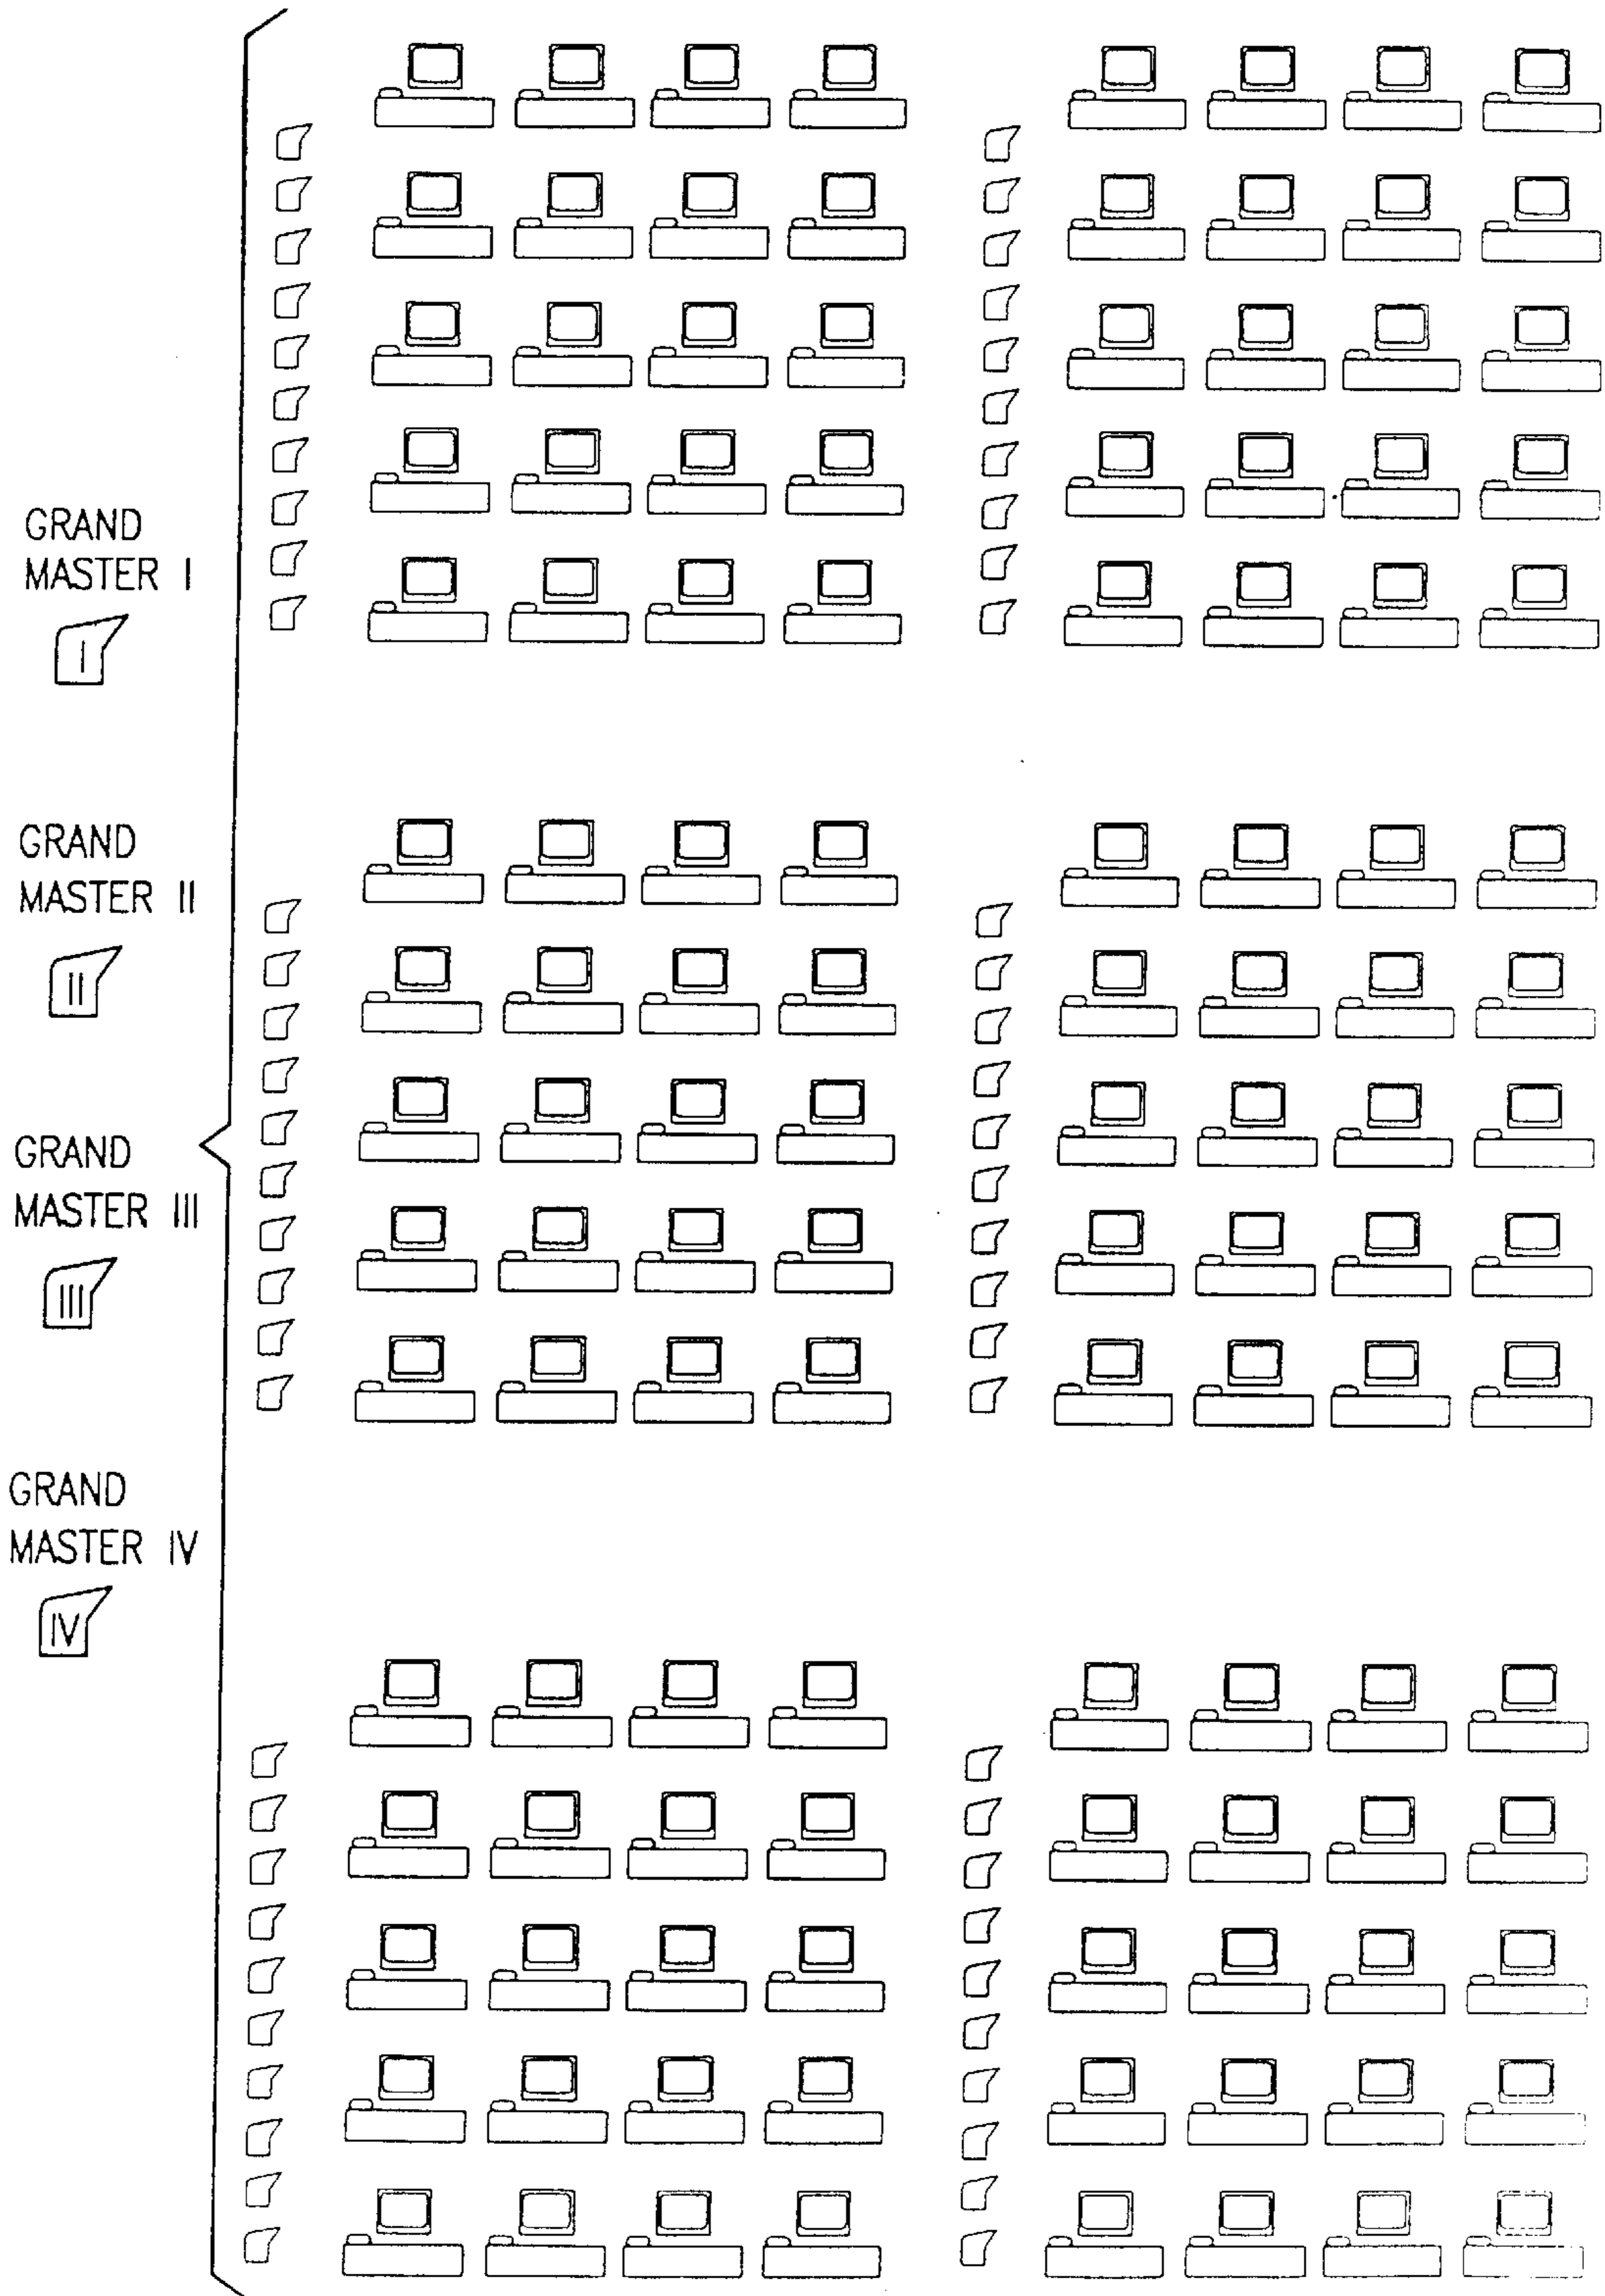 GRAND
MASTER I
I
GRAND
MASTER II
II
GRAND
MASTER III
III
GRAND
MASTER IV
IV